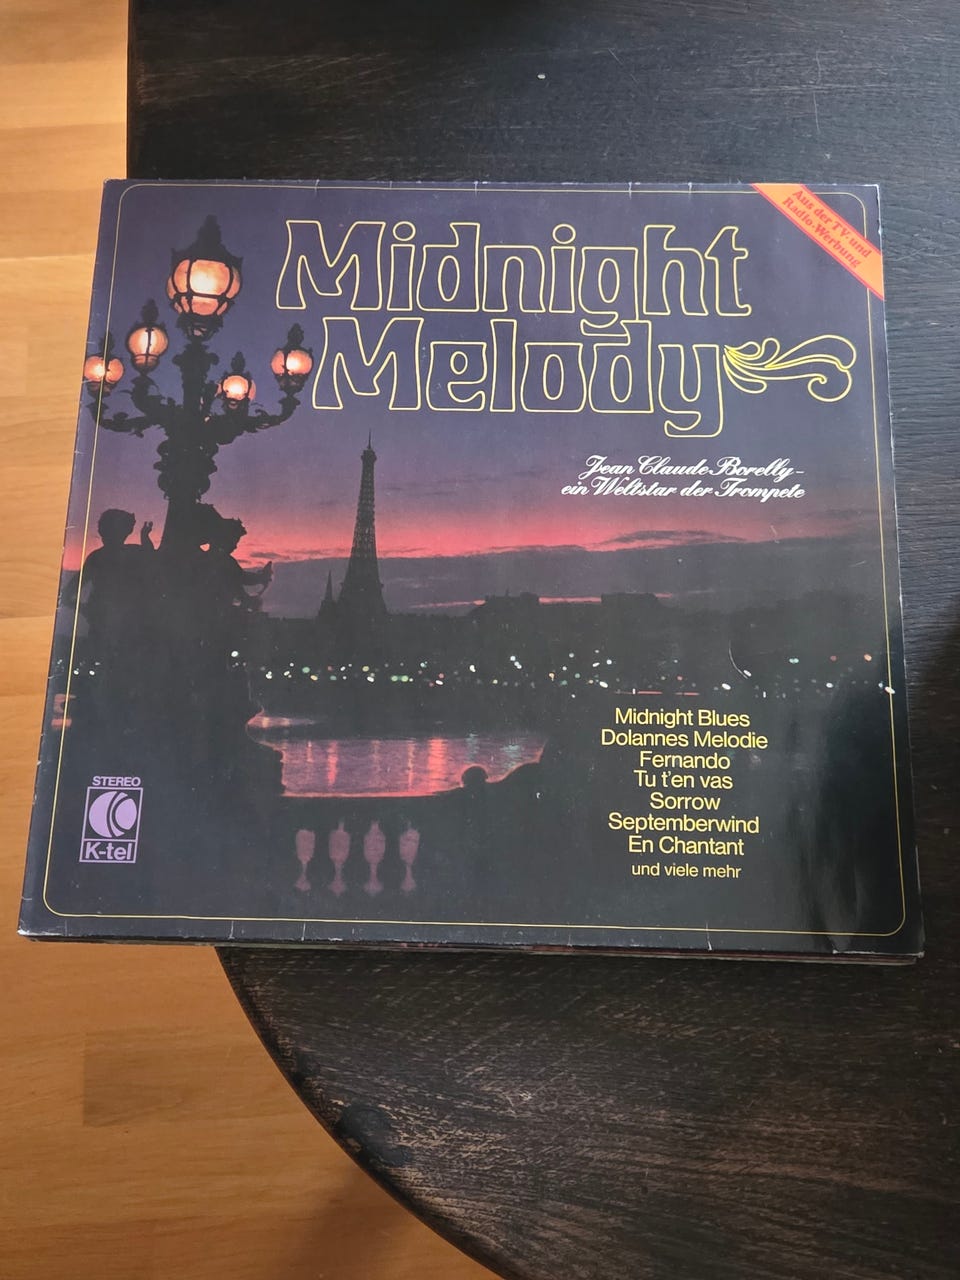 Midnight
Melody
Aus der TV- und
Radio-Werbung
Jean Claude Borelly –
ein Weltstar der Trompete
Midnight Blues
Dolannes Melodie
Fernando
Tu t'en vas
Sorrow
Septemberwind
En Chantant
und viele mehr
STEREO
K-tel